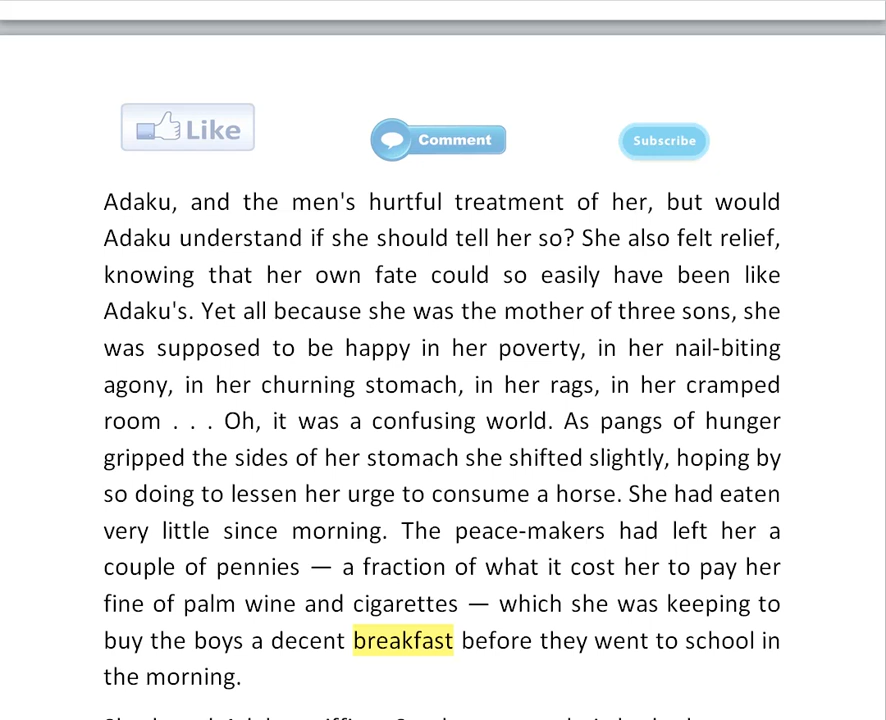 Like
Comment
Subscribe
Adaku, and the men's hurtful treatment of her, but would
Adaku understand if she should tell her so? She also felt relief,
knowing that her own fate could so easily have been like
Adaku's. Yet all because she was the mother of three sons, she
was supposed to be happy in her poverty, in her nail-biting
agony, in her churning stomach, in her rags, in her cramped
room . . . Oh, it was a confusing world. As pangs of hunger
gripped the sides of her stomach she shifted slightly, hoping by
so doing to lessen her urge to consume a horse. She had eaten
very little since morning. The peace-makers had left her a
couple of pennies — a fraction of what it cost her to pay her
fine of palm wine and cigarettes — which she was keeping to
buy the boys a decent breakfast before they went to school in
the morning.